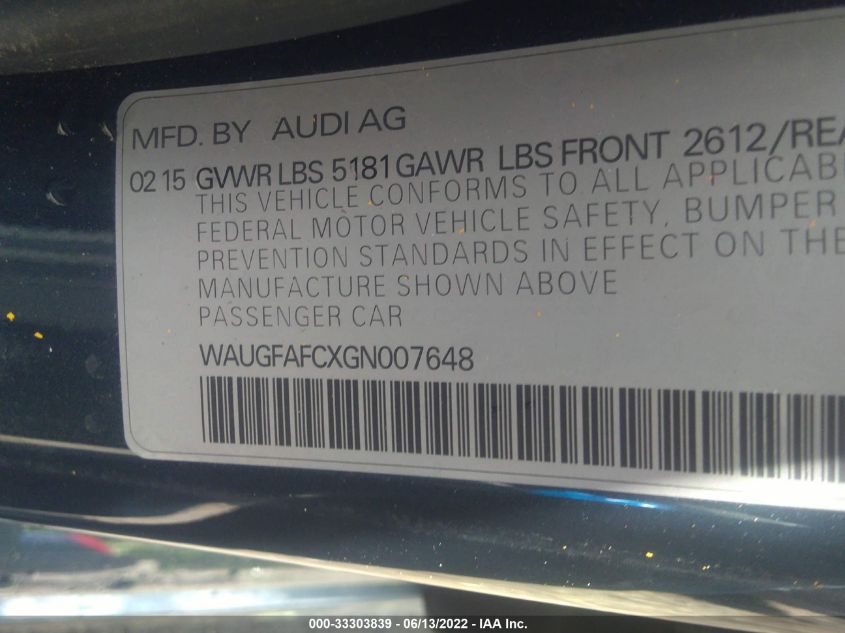 MFD. BY AUDI AG
02 15 GVWR LBS 5181 GAWR LBS FRONT 2612/REA
THIS VEHICLE CONFORMS TO ALL APPLICAB
FEDERAL MOTOR VEHICLE SAFETY, BUMPER
PREVENTION STANDARDS IN EFFECT ON THE
MANUFACTURE SHOWN ABOVE
PASSENGER CAR
WAUGFAFCXGN007648
000-33303839 - 06/13/2022 - IAA Inc.